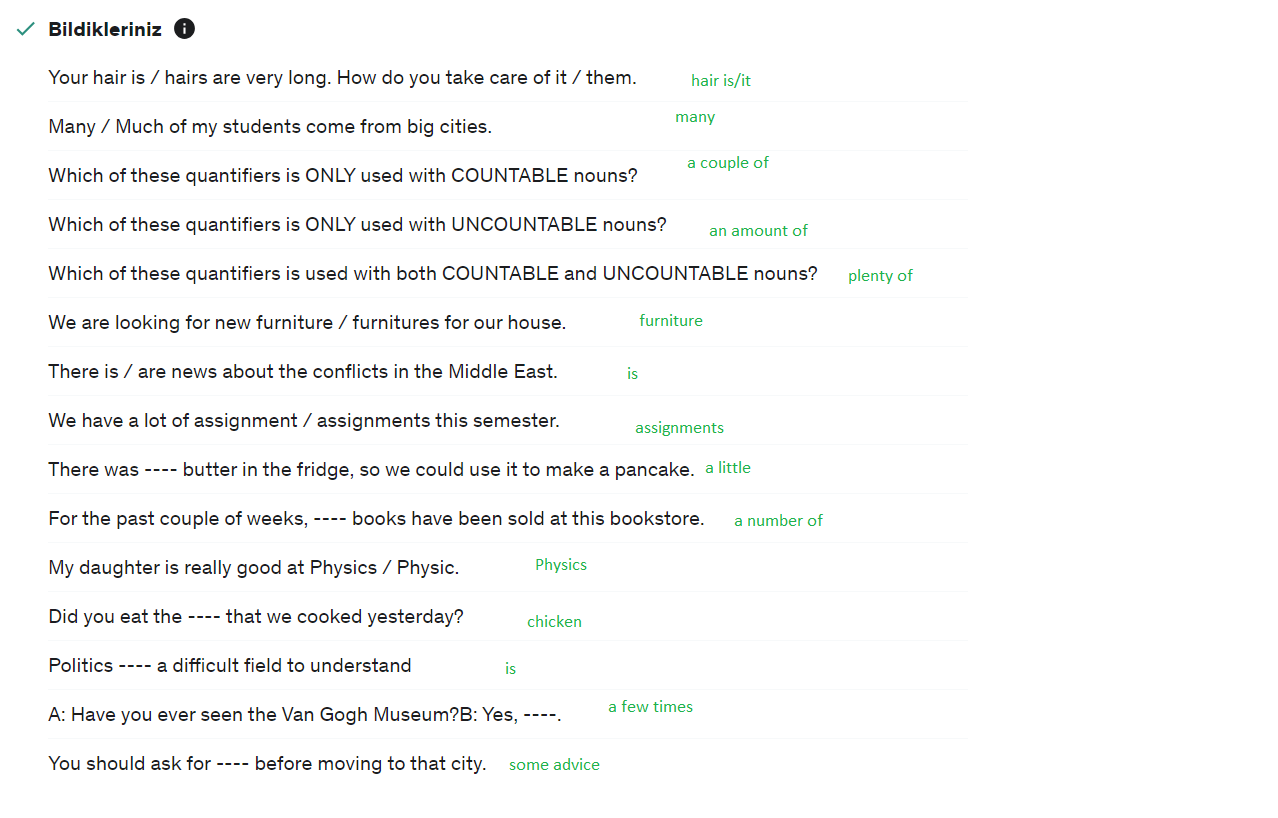 Bildikleriniz
Your hair is / hairs are very long. How do you take care of it / them. hair is/it
Many / Much of my students come from big cities. many
Which of these quantifiers is ONLY used with COUNTABLE nouns? a couple of
Which of these quantifiers is ONLY used with UNCOUNTABLE nouns? an amount of
Which of these quantifiers is used with both COUNTABLE and UNCOUNTABLE nouns? plenty of
We are looking for new furniture / furnitures for our house. furniture
There is / are news about the conflicts in the Middle East. is
We have a lot of assignment / assignments this semester. assignments
There was ---- butter in the fridge, so we could use it to make a pancake. a little
For the past couple of weeks, ---- books have been sold at this bookstore. a number of
My daughter is really good at Physics / Physic. Physics
Did you eat the ---- that we cooked yesterday? chicken
Politics ---- a difficult field to understand is
A: Have you ever seen the Van Gogh Museum?B: Yes, ----. a few times
You should ask for ---- before moving to that city. some advice